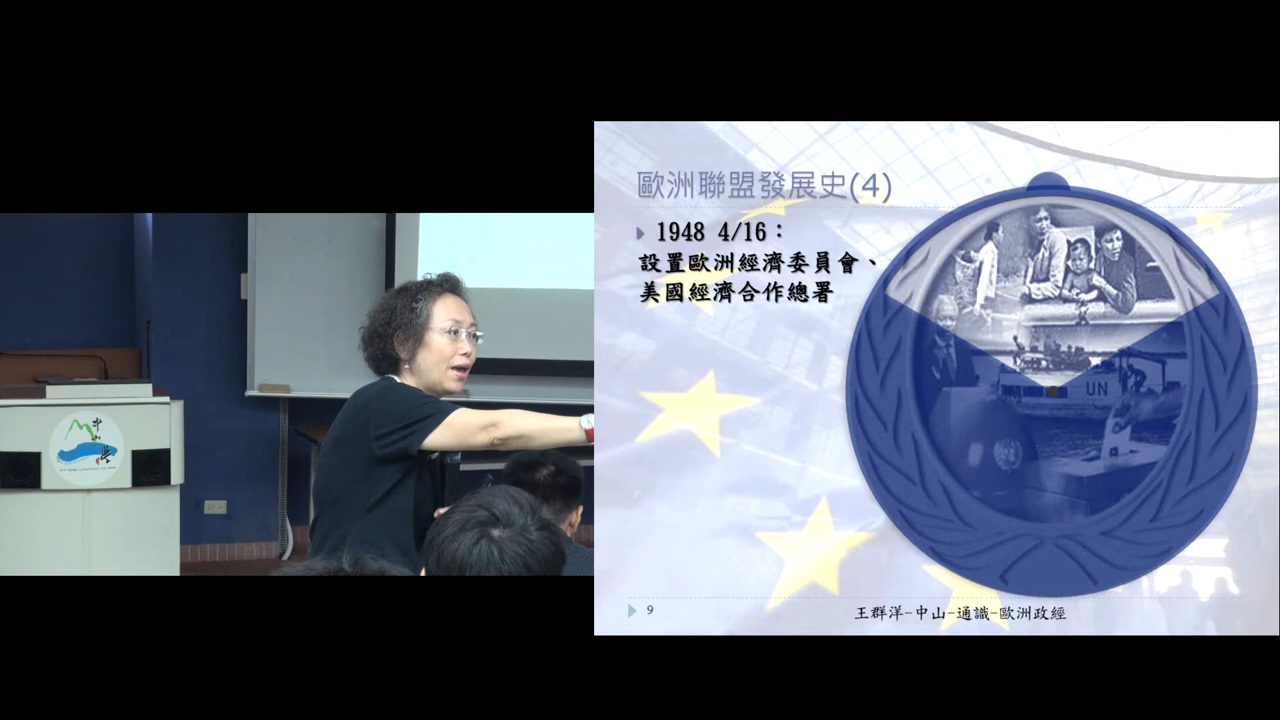 歐洲聯盟發展史(4)
1948 4/16：
設置歐洲經濟委員會、
美國經濟合作總署
UN
9
王群洋-中山-通識-歐洲政經
中山